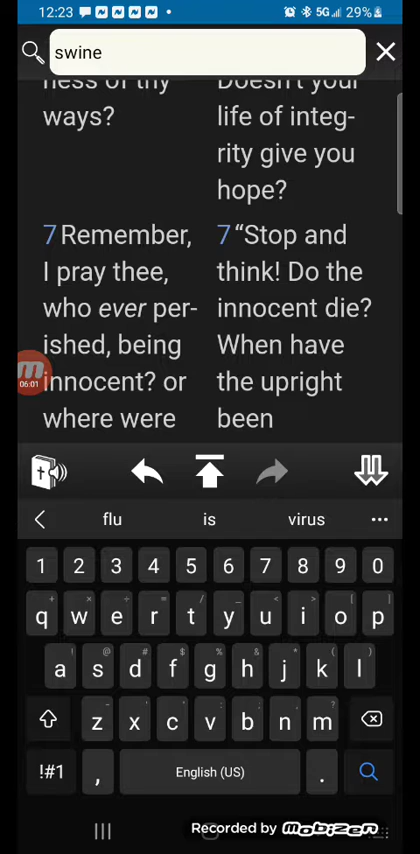 12:23 5G 29%
swine
ness of thy
ways?
7 Remember,
I pray thee,
who ever per-
ished, being
innocent? or
where were
Doesn't your
life of integ-
rity give you
hope?
7 “Stop and
think! Do the
innocent die?
When have
the upright
been
06:01
flu is virus
1 2 3 4 5 6 7 8 9 0
q w e r t y u i o p
a s d f g h j k l
z x c v b n m
!#1 , English (US) .
Recorded by mobizen